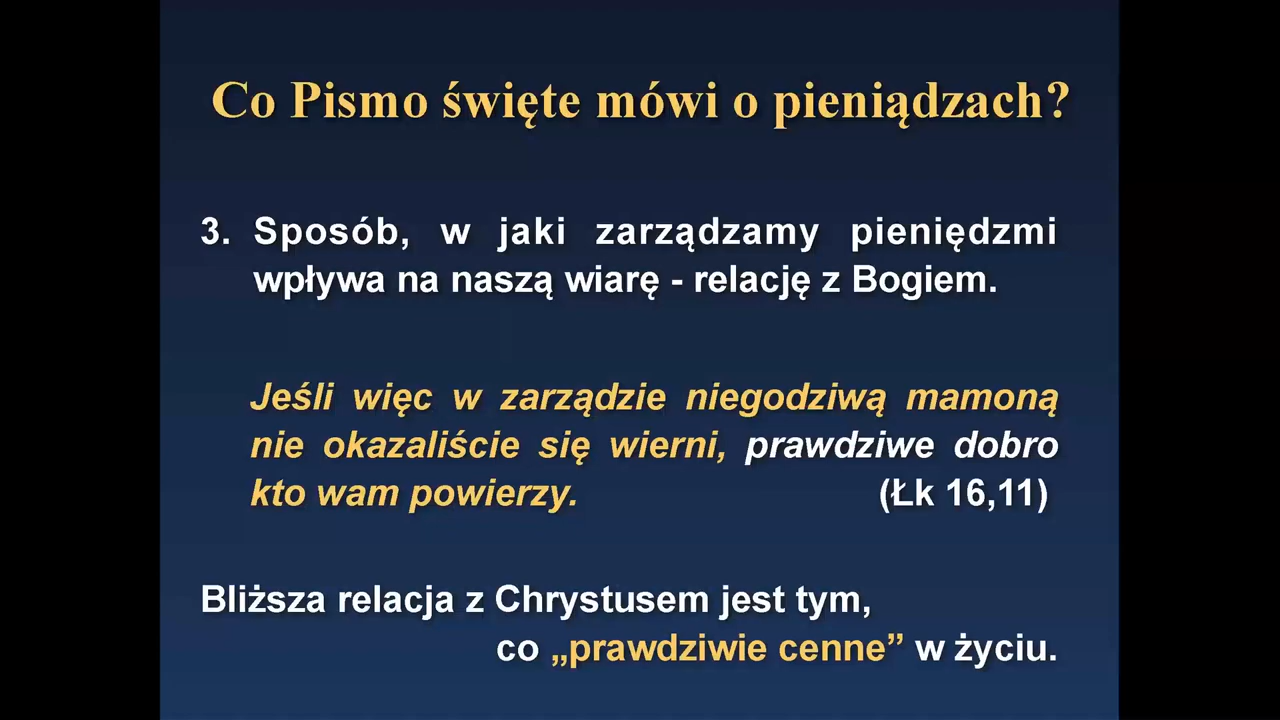 Co Pismo święte mówi o pieniądzach?
3. Sposób, w jaki zarządzamy pieniędzmi
wpływa na naszą wiarę - relację z Bogiem.
Jeśli więc w zarządzie niegodziwą mamoną
nie okazaliście się wierni, prawdziwe dobro
kto wam powierzy. (Łk 16,11)
Bliższa relacja z Chrystusem jest tym,
co „prawdziwie cenne” w życiu.